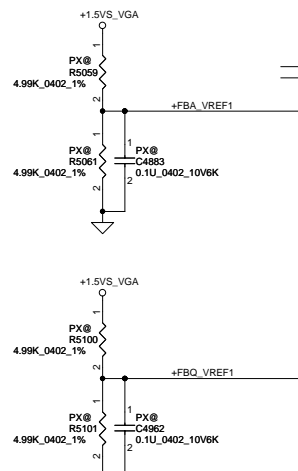 +1.5VS_VGA
1
PX@
R5059
4.99K_0402_1%
2
+FBA_VREF1
1
1
PX@
R5061
4.99K_0402_1%
PX@
C4883
0.1U_0402_10V6K
2
2
+1.5VS_VGA
1
PX@
R5100
4.99K_0402_1%
2
+FBQ_VREF1
1
1
PX@
R5101
4.99K_0402_1%
PX@
C4962
0.1U_0402_10V6K
2
2